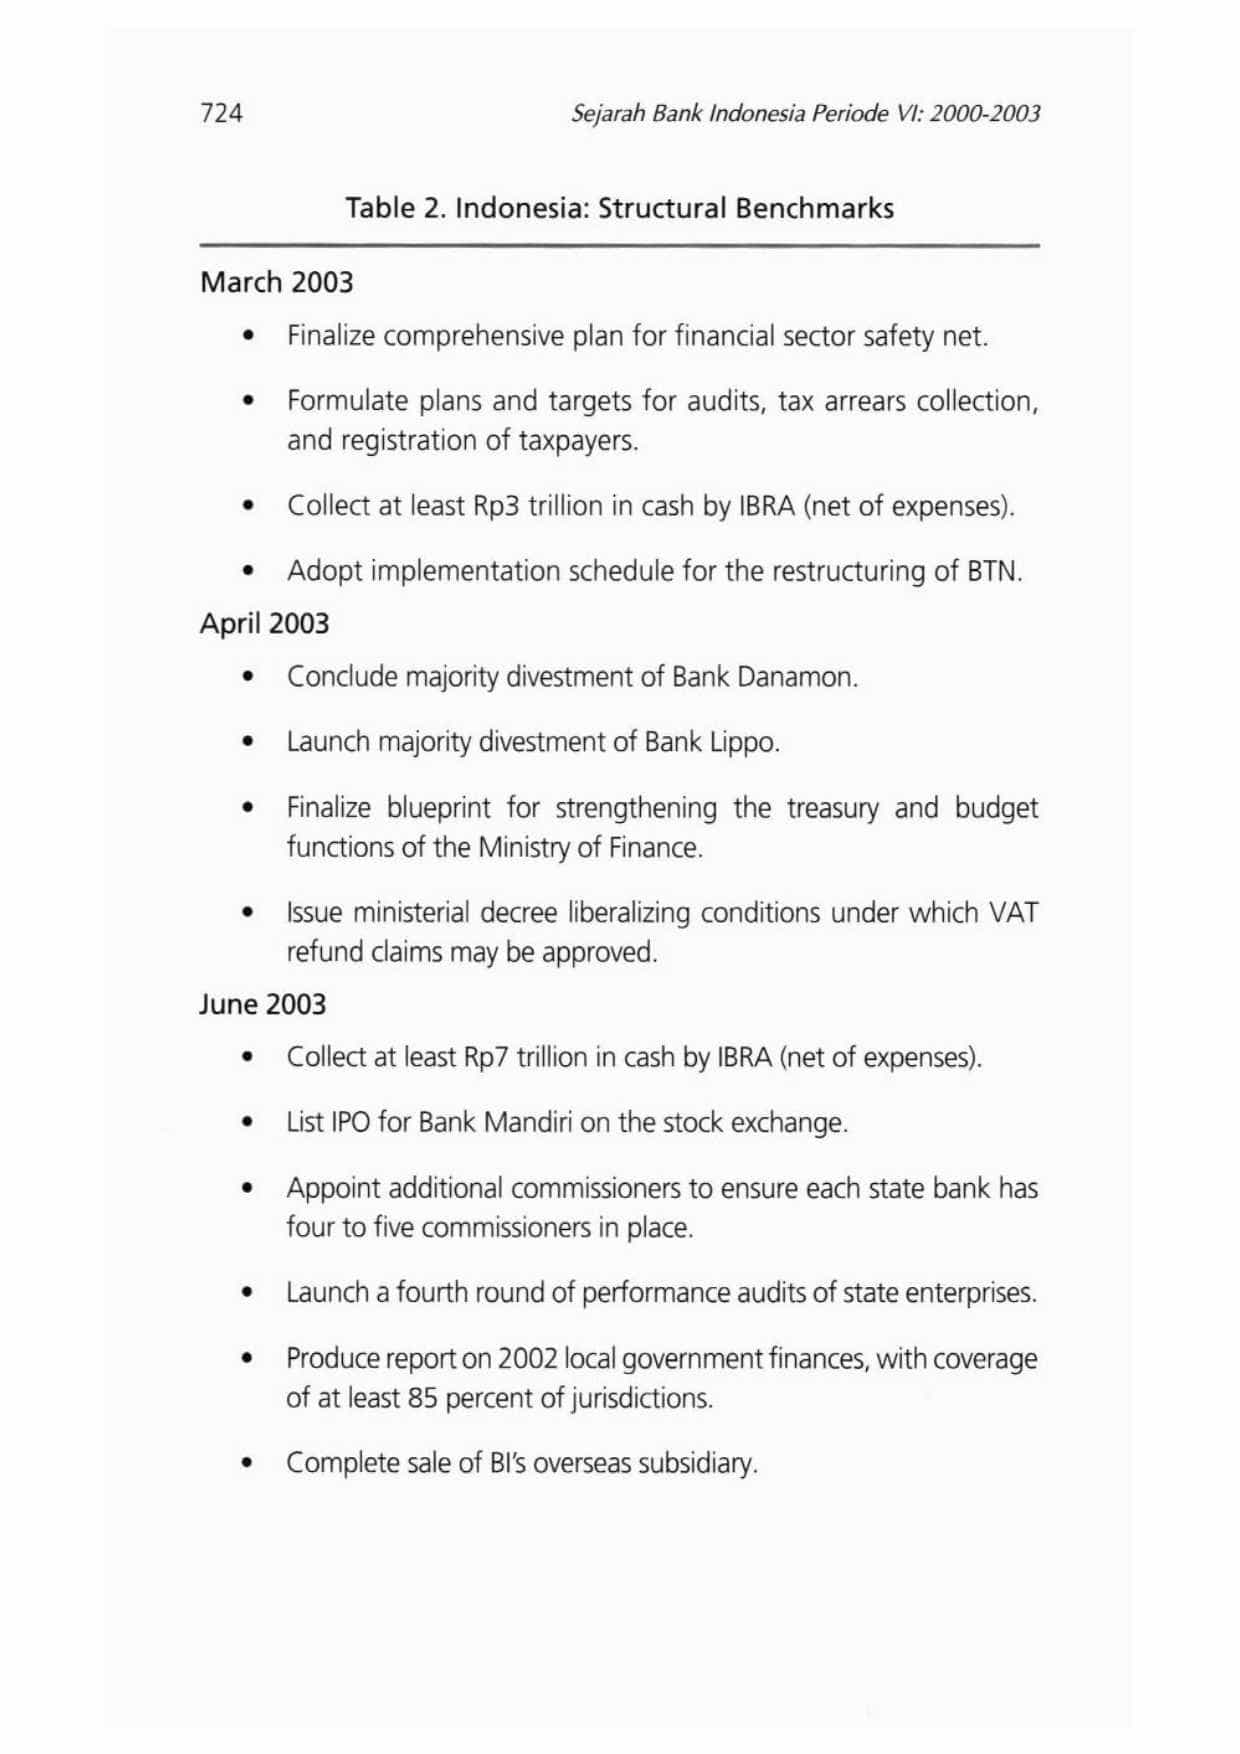 724
Sejarah Bank Indonesia Periode VI: 2000-2003
Table 2. Indonesia: Structural Benchmarks
March 2003
• Finalize comprehensive plan for financial sector safety net.
• Formulate plans and targets for audits, tax arrears collection,
and registration of taxpayers.
• Collect at least Rp3 trillion in cash by IBRA (net of expenses).
• Adopt implementation schedule for the restructuring of BTN.
April 2003
• Conclude majority divestment of Bank Danamon.
• Launch majority divestment of Bank Lippo.
• Finalize blueprint for strengthening the treasury and budget
functions of the Ministry of Finance.
• Issue ministerial decree liberalizing conditions under which VAT
refund claims may be approved.
June 2003
• Collect at least Rp7 trillion in cash by IBRA (net of expenses).
• List IPO for Bank Mandiri on the stock exchange.
• Appoint additional commissioners to ensure each state bank has
four to five commissioners in place.
• Launch a fourth round of performance audits of state enterprises.
• Produce report on 2002 local government finances, with coverage
of at least 85 percent of jurisdictions.
• Complete sale of BI's overseas subsidiary.